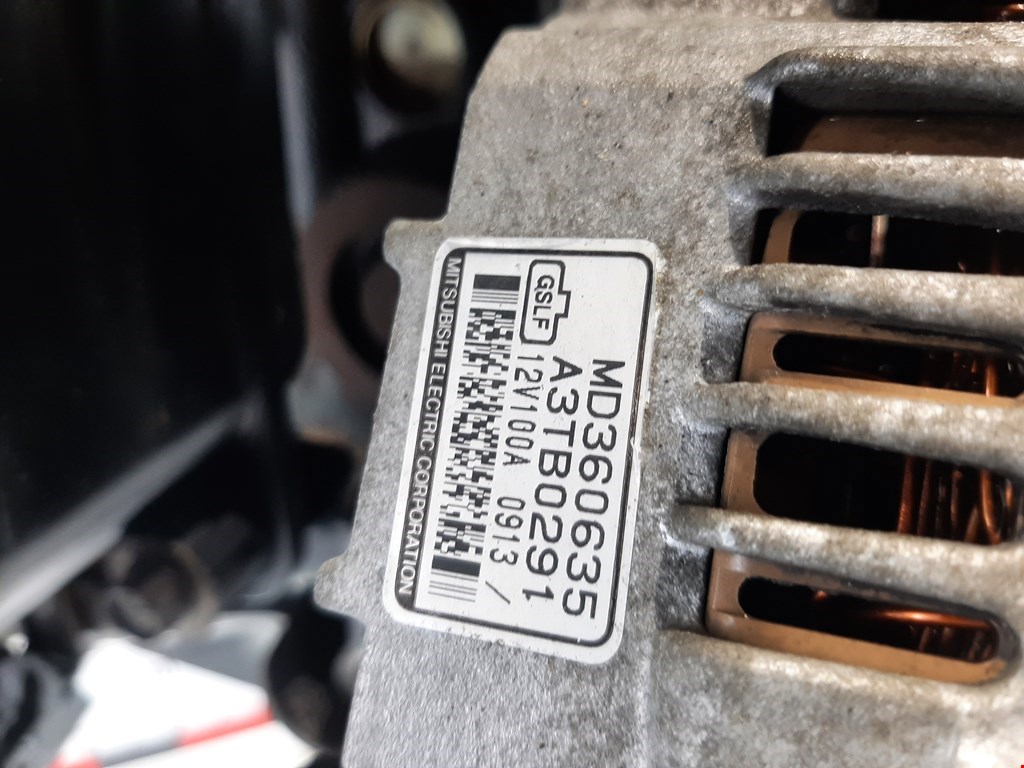 MD360635
A3TB0291
GSLF 12V100A 0913 /
MITSUBISHI ELECTRIC CORPORATION